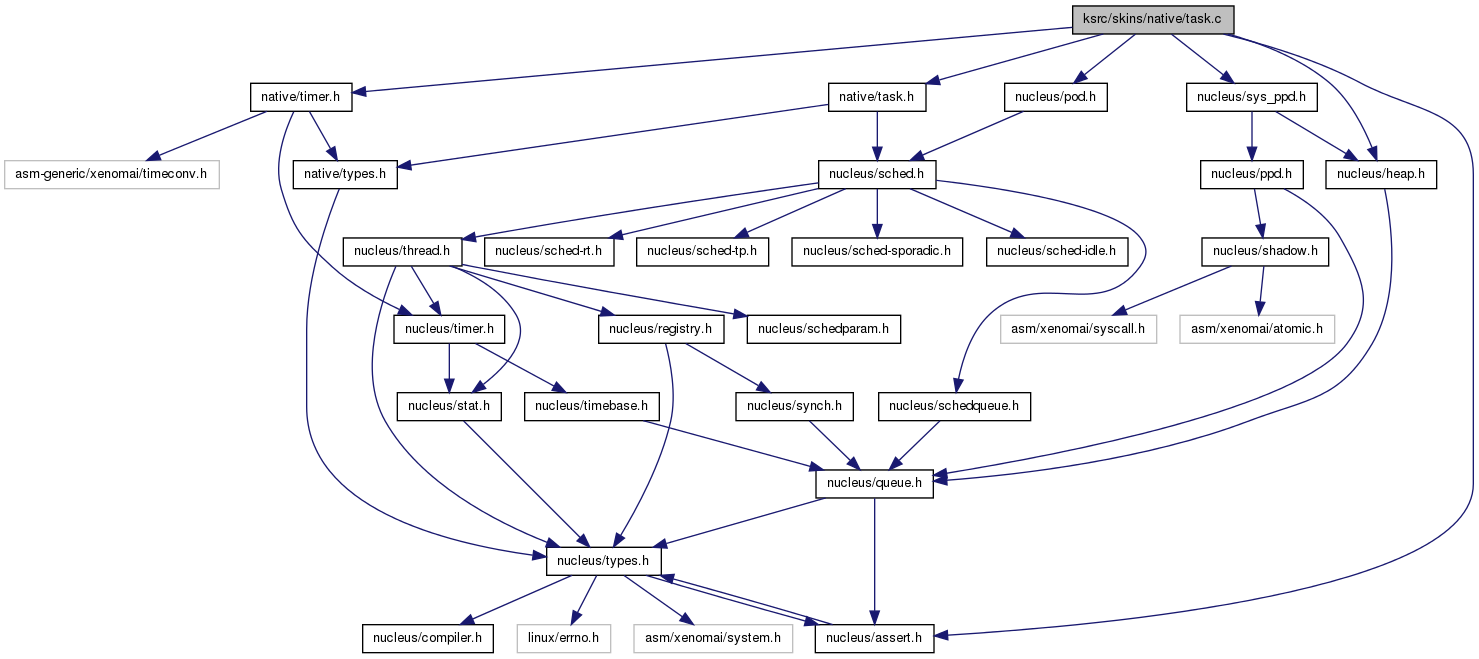 ksrc/skins/native/task.c
native/timer.h
native/task.h
nucleus/pod.h
nucleus/sys_ppd.h
asm-generic/xenomai/timeconv.h
native/types.h
nucleus/sched.h
nucleus/ppd.h
nucleus/heap.h
nucleus/thread.h
nucleus/sched-rt.h
nucleus/sched-tp.h
nucleus/sched-sporadic.h
nucleus/sched-idle.h
nucleus/shadow.h
nucleus/timer.h
nucleus/registry.h
nucleus/schedparam.h
asm/xenomai/syscall.h
asm/xenomai/atomic.h
nucleus/stat.h
nucleus/timebase.h
nucleus/synch.h
nucleus/schedqueue.h
nucleus/queue.h
nucleus/types.h
nucleus/compiler.h
linux/errno.h
asm/xenomai/system.h
nucleus/assert.h